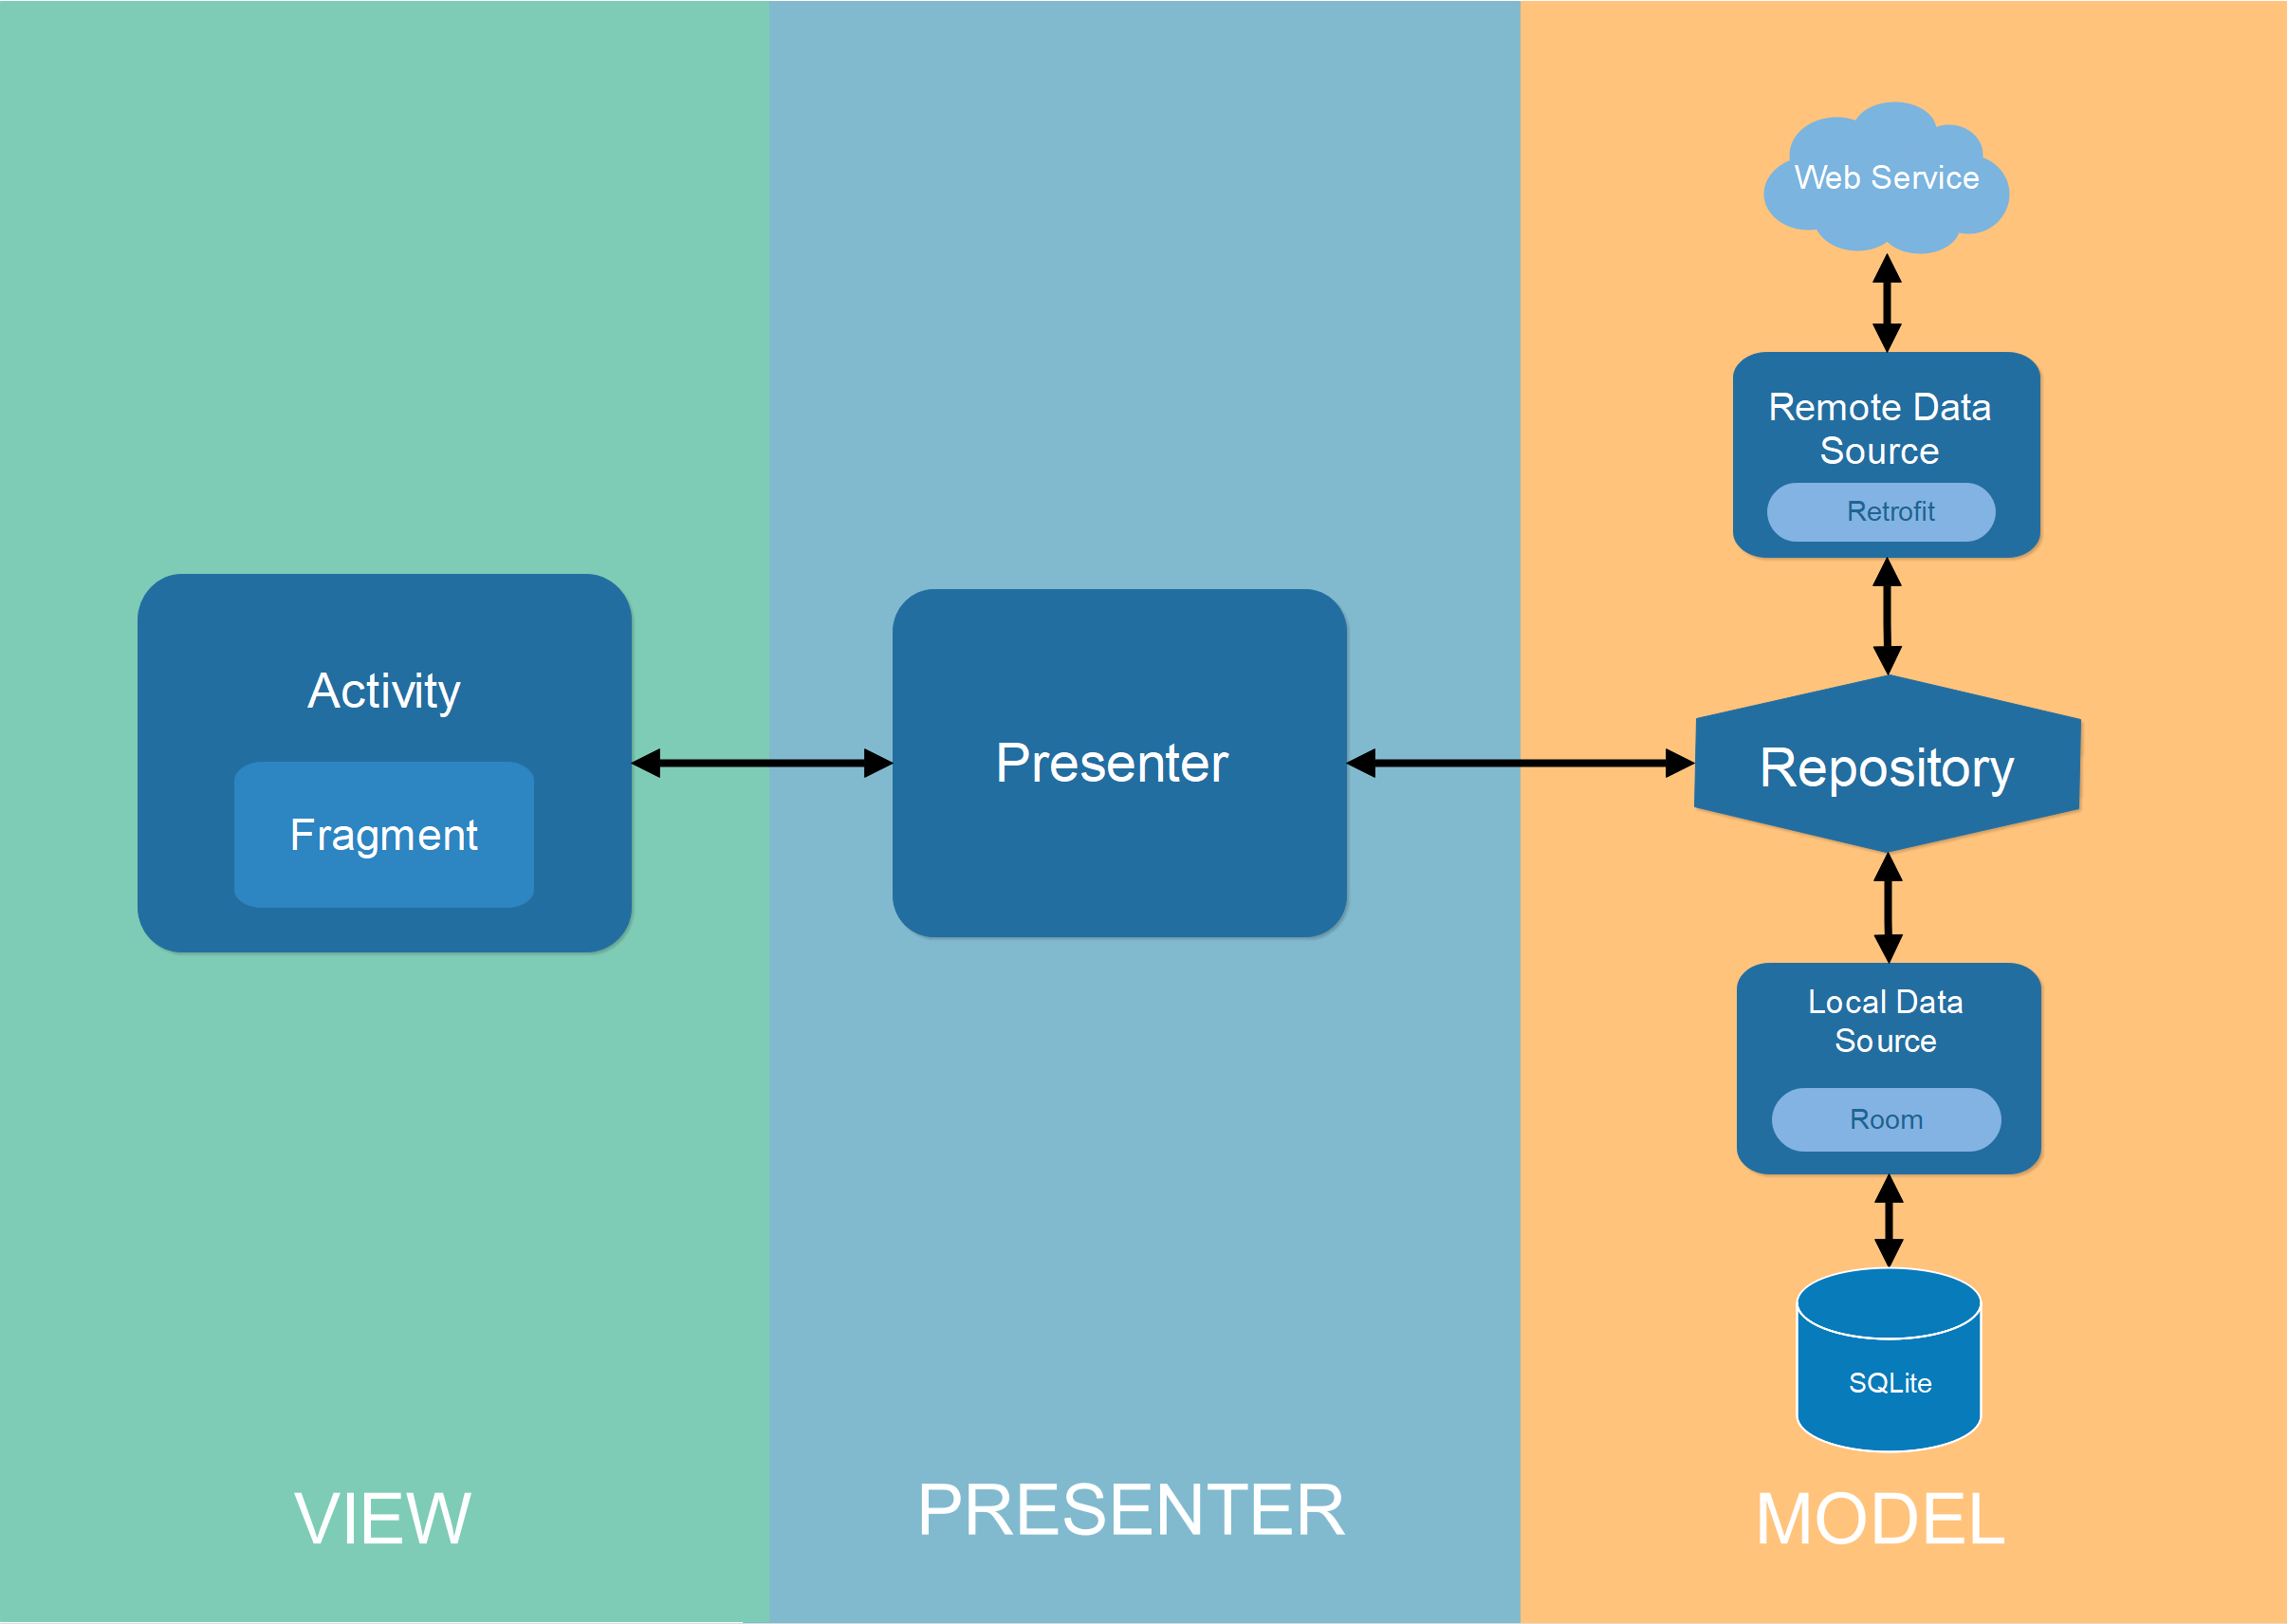 Activity
Fragment
VIEW
Presenter
PRESENTER
Web Service
Remote Data
Source
Retrofit
Repository
Local Data
Source
Room
SQLite
MODEL